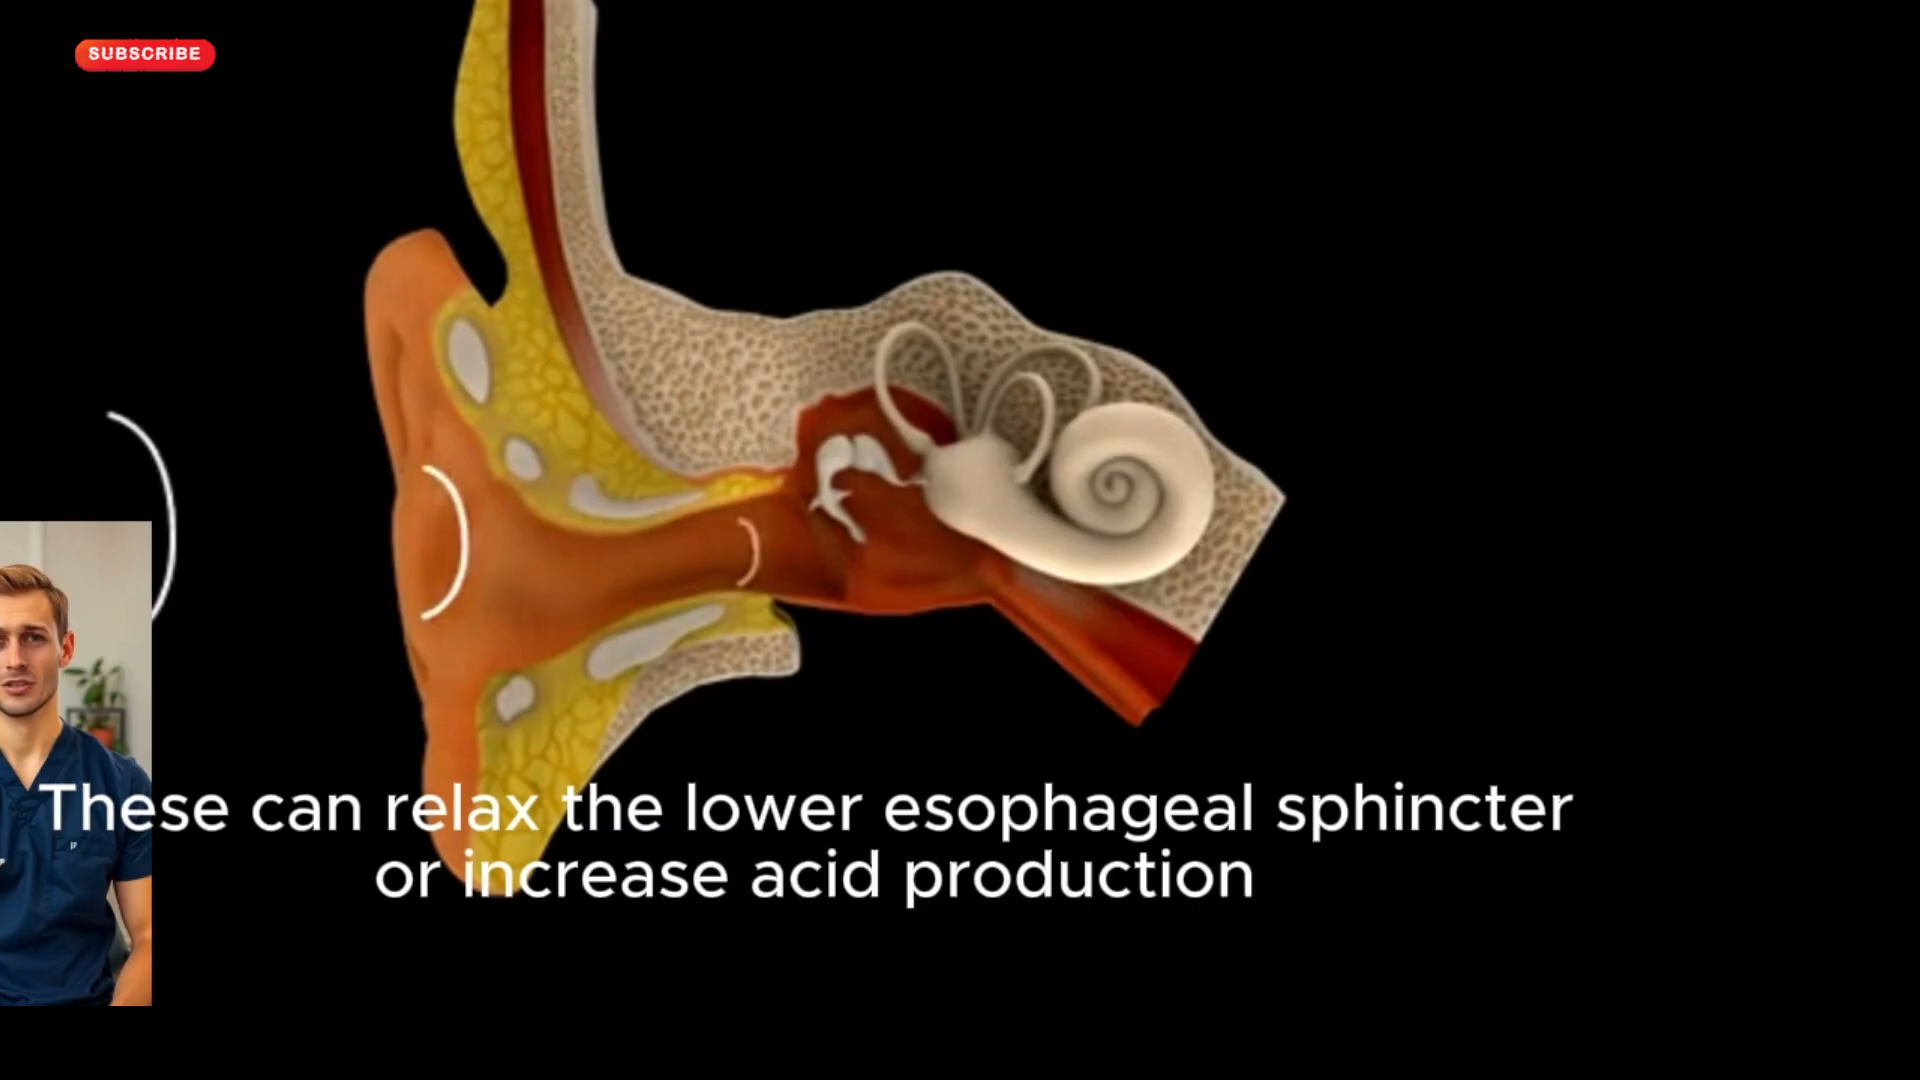 SUBSCRIBE
These can relax the lower esophageal sphincter
or increase acid production